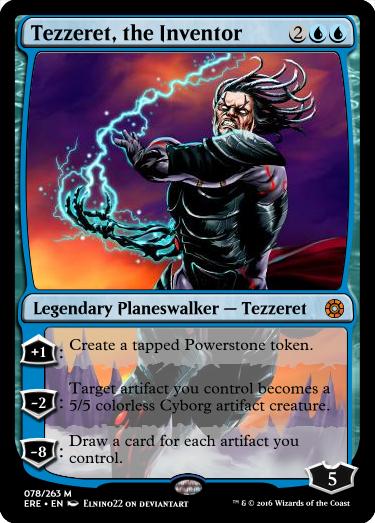 Tezzeret, the Inventor 2
Legendary Planeswalker — Tezzeret
+1: Create a tapped Powerstone token.
-2: Target artifact you control becomes a
5/5 colorless Cyborg artifact creature.
-8: Draw a card for each artifact you
control.
5
078/263 M
ERE • EN Elnino22 on deviantart
™ & © 2016 Wizards of the Coast